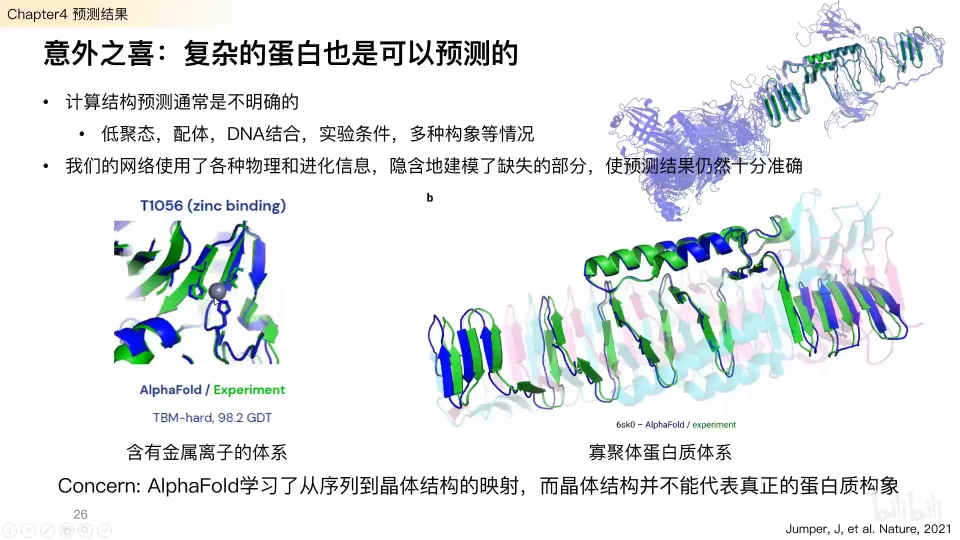 Chapter4 预测结果
意外之喜：复杂的蛋白也是可以预测的
• 计算结构预测通常是不明确的
• 低聚态，配体，DNA结合，实验条件，多种构象等情况
• 我们的网络使用了各种物理和进化信息，隐含地建模了缺失的部分，使预测结果仍然十分准确
T1056 (zinc binding)
b
AlphaFold / Experiment
TBM-hard, 98.2 GDT
6sk0 – AlphaFold / experiment
含有金属离子的体系
寡聚体蛋白质体系
Concern: AlphaFold学习了从序列到晶体结构的映射，而晶体结构并不能代表真正的蛋白质构象
26
bilibili
Jumper, J, et al. Nature, 2021